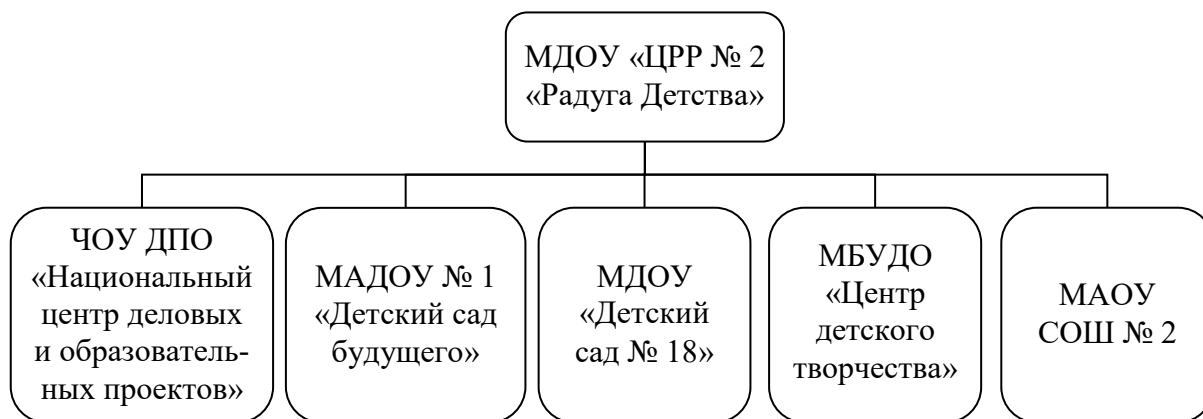 МДОУ «ЦРР № 2
«Радуга Детства»
ЧОУ ДПО
«Национальный
центр деловых
и образователь-
ных проектов»
МАДОУ № 1
«Детский сад
будущего»
МДОУ
«Детский
сад № 18»
МБУДО
«Центр
детского
творчества»
МАОУ
СОШ № 2